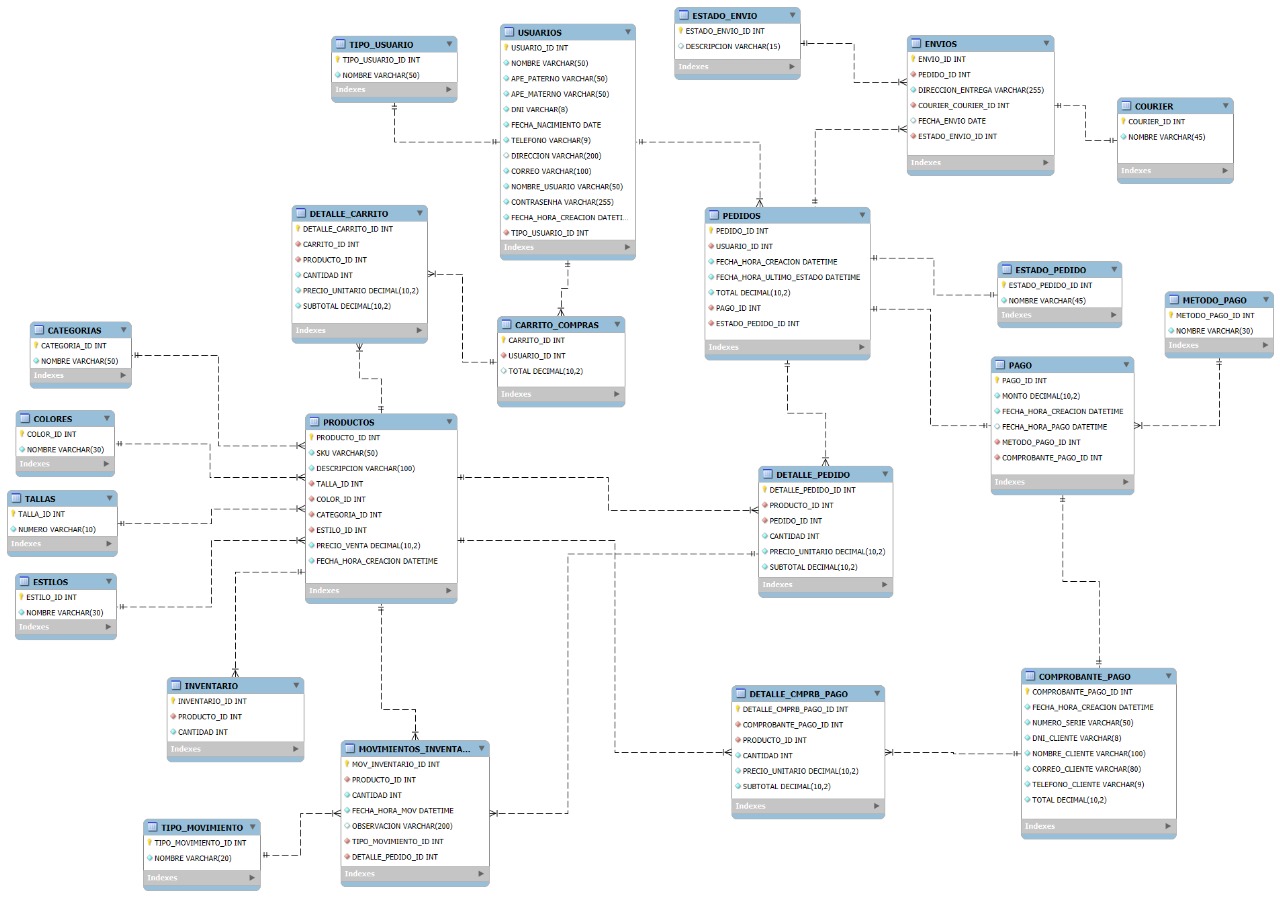 TIPO_USUARIO
TIPO_USUARIO_ID INT
NOMBRE VARCHAR(50)
Indexes
USUARIOS
USUARIO_ID INT
NOMBRE VARCHAR(50)
APE_PATERNO VARCHAR(50)
APE_MATERNO VARCHAR(50)
DNI VARCHAR(8)
FECHA_NACIMIENTO DATE
TELEFONO VARCHAR(9)
DIRECCION VARCHAR(200)
CORREO VARCHAR(100)
NOMBRE_USUARIO VARCHAR(50)
CONTRASENHA VARCHAR(255)
FECHA_HORA_CREACION DATETI...
TIPO_USUARIO_ID INT
Indexes
ESTADO_ENVIO
ESTADO_ENVIO_ID INT
DESCRIPCION VARCHAR(15)
Indexes
ENVIOS
ENVIO_ID INT
PEDIDO_ID INT
DIRECCION_ENTREGA VARCHAR(255)
COURIER_COURIER_ID INT
FECHA_ENVIO DATE
ESTADO_ENVIO_ID INT
Indexes
COURIER
COURIER_ID INT
NOMBRE VARCHAR(45)
Indexes
DETALLE_CARRITO
DETALLE_CARRITO_ID INT
CARRITO_ID INT
PRODUCTO_ID INT
CANTIDAD INT
PRECIO_UNITARIO DECIMAL(10,2)
SUBTOTAL DECIMAL(10,2)
Indexes
CARRITO_COMPRAS
CARRITO_ID INT
USUARIO_ID INT
TOTAL DECIMAL(10,2)
Indexes
PEDIDOS
PEDIDO_ID INT
USUARIO_ID INT
FECHA_HORA_CREACION DATETIME
FECHA_HORA_ULTIMO_ESTADO DATETIME
TOTAL DECIMAL(10,2)
PAGO_ID INT
ESTADO_PEDIDO_ID INT
Indexes
ESTADO_PEDIDO
ESTADO_PEDIDO_ID INT
NOMBRE VARCHAR(45)
Indexes
METODO_PAGO
METODO_PAGO_ID INT
NOMBRE VARCHAR(30)
Indexes
CATEGORIAS
CATEGORIA_ID INT
NOMBRE VARCHAR(50)
Indexes
COLORES
COLOR_ID INT
NOMBRE VARCHAR(30)
Indexes
TALLAS
TALLA_ID INT
NUMERO VARCHAR(10)
Indexes
ESTILOS
ESTILO_ID INT
NOMBRE VARCHAR(30)
Indexes
PRODUCTOS
PRODUCTO_ID INT
SKU VARCHAR(50)
DESCRIPCION VARCHAR(100)
TALLA_ID INT
COLOR_ID INT
CATEGORIA_ID INT
ESTILO_ID INT
PRECIO_VENTA DECIMAL(10,2)
FECHA_HORA_CREACION DATETIME
Indexes
PAGO
PAGO_ID INT
MONTO DECIMAL(10,2)
FECHA_HORA_CREACION DATETIME
FECHA_HORA_PAGO DATETIME
METODO_PAGO_ID INT
COMPROBANTE_PAGO_ID INT
Indexes
DETALLE_PEDIDO
DETALLE_PEDIDO_ID INT
PRODUCTO_ID INT
PEDIDO_ID INT
CANTIDAD INT
PRECIO_UNITARIO DECIMAL(10,2)
SUBTOTAL DECIMAL(10,2)
Indexes
INVENTARIO
INVENTARIO_ID INT
PRODUCTO_ID INT
CANTIDAD INT
Indexes
MOVIMIENTOS_INVENTA...
MOV_INVENTARIO_ID INT
PRODUCTO_ID INT
CANTIDAD INT
FECHA_HORA_MOV DATETIME
OBSERVACION VARCHAR(200)
TIPO_MOVIMIENTO_ID INT
DETALLE_PEDIDO_ID INT
Indexes
TIPO_MOVIMIENTO
TIPO_MOVIMIENTO_ID INT
NOMBRE VARCHAR(20)
Indexes
DETALLE_CMPRB_PAGO
DETALLE_CMPRB_PAGO_ID INT
COMPROBANTE_PAGO_ID INT
PRODUCTO_ID INT
CANTIDAD INT
PRECIO_UNITARIO DECIMAL(10,2)
SUBTOTAL DECIMAL(10,2)
Indexes
COMPROBANTE_PAGO
COMPROBANTE_PAGO_ID INT
FECHA_HORA_CREACION DATETIME
NUMERO_SERIE VARCHAR(50)
DNI_CLIENTE VARCHAR(8)
NOMBRE_CLIENTE VARCHAR(100)
CORREO_CLIENTE VARCHAR(80)
TELEFONO_CLIENTE VARCHAR(9)
TOTAL DECIMAL(10,2)
Indexes